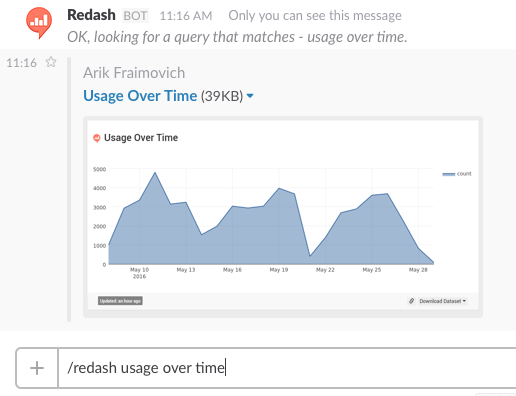 Redash BOT 11:16 AM Only you can see this message
OK, looking for a query that matches - usage over time.
11:16
Arik Fraimovich
Usage Over Time (39KB)
Usage Over Time
5000
4000
3000
2000
1000
0
count
May 10 May 13 May 16 May 19 May 22 May 25 May 28
2016
Updated: an hour ago
Download Dataset
/redash usage over time